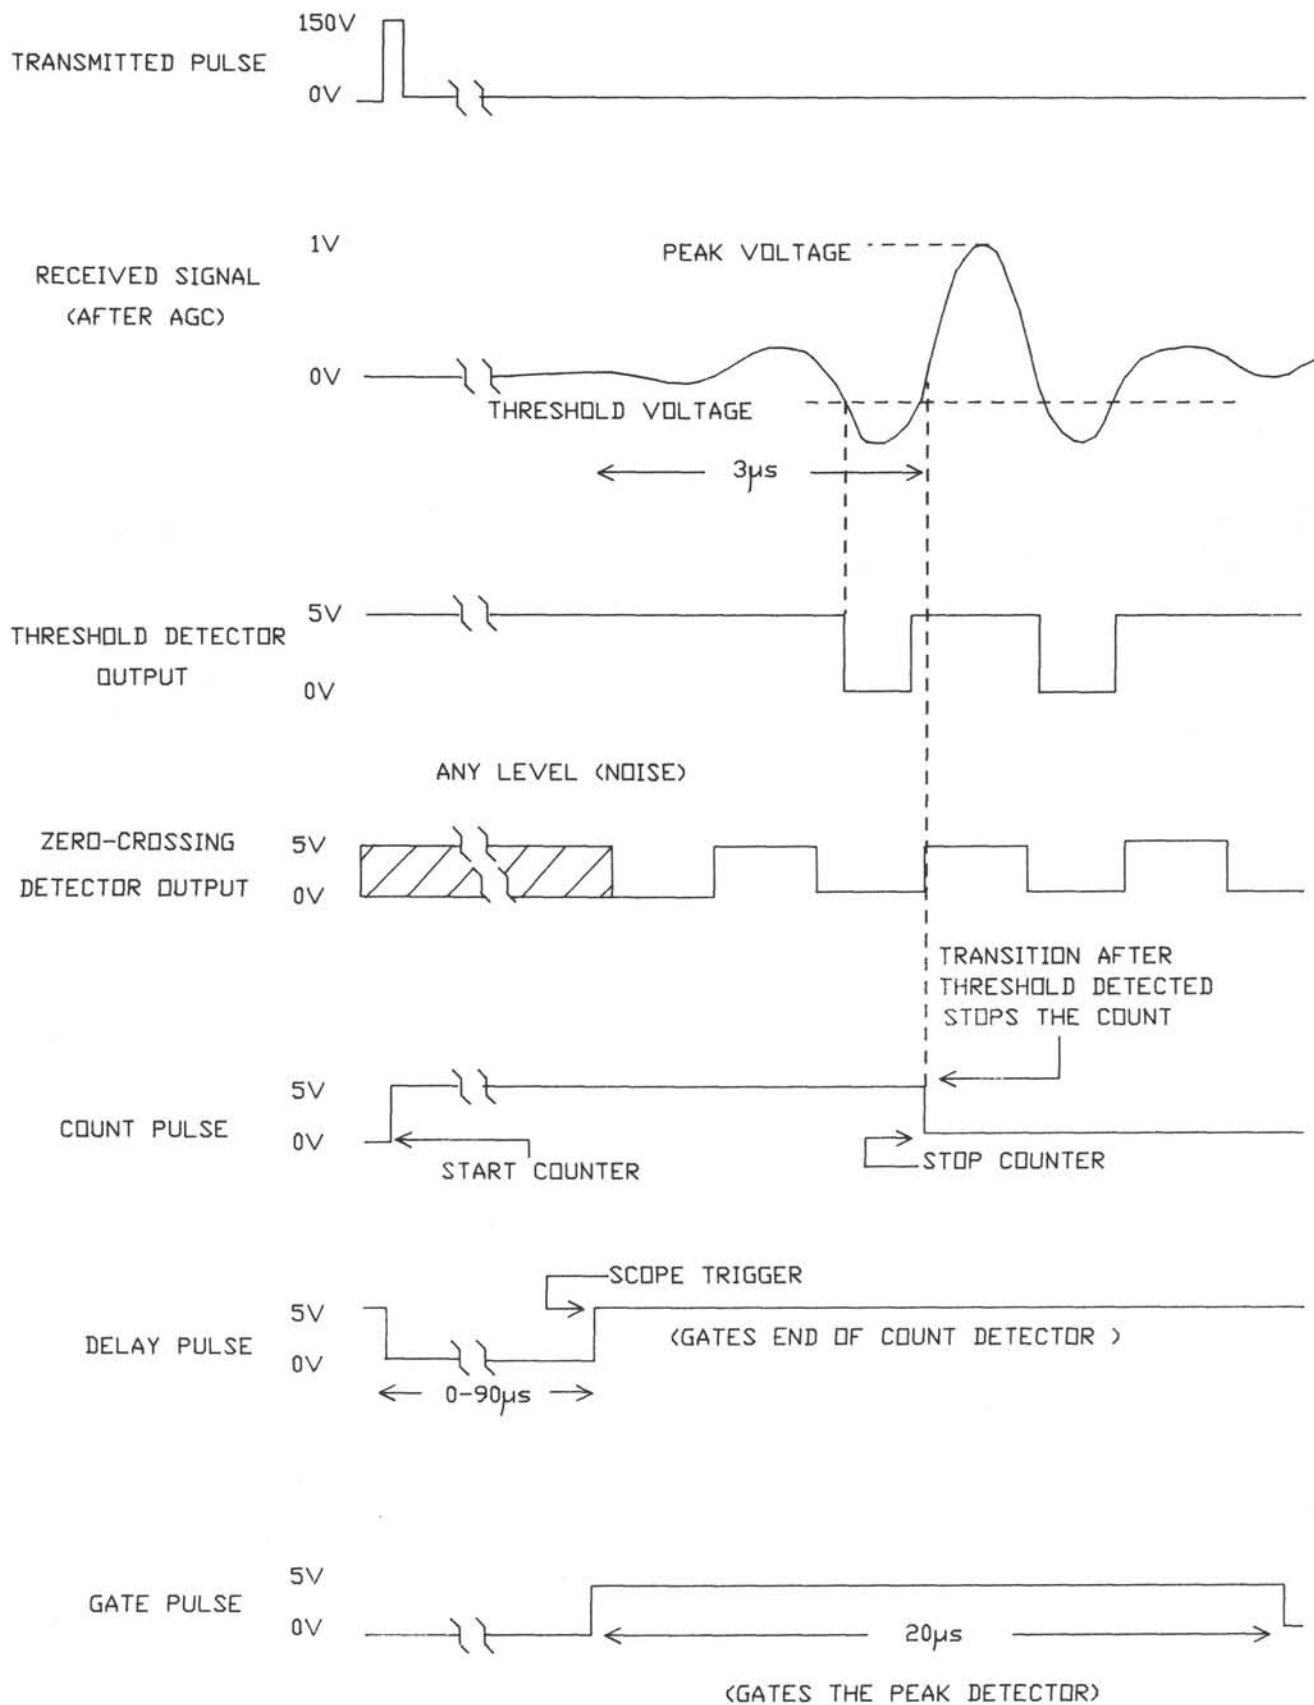 150V
TRANSMITTED PULSE
0V
1V
PEAK VOLTAGE
RECEIVED SIGNAL
(AFTER AGC)
0V
THRESHOLD VOLTAGE
3µs
5V
THRESHOLD DETECTOR
OUTPUT
0V
ANY LEVEL (NOISE)
ZERO-CROSSING
5V
DETECTOR OUTPUT
0V
TRANSITION AFTER
THRESHOLD DETECTED
STOPS THE COUNT
5V
COUNT PULSE
0V
START COUNTER
STOP COUNTER
SCOPE TRIGGER
5V
DELAY PULSE
(GATES END OF COUNT DETECTOR )
0V
0-90µs
5V
GATE PULSE
0V
20µs
(GATES THE PEAK DETECTOR)